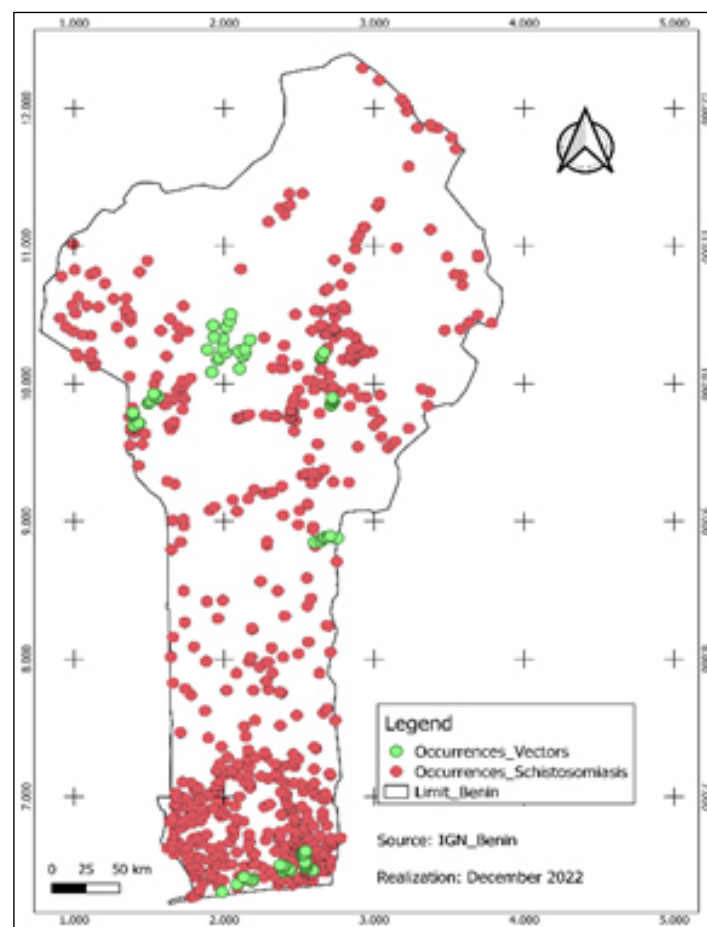 1.000 2.000 3.000 4.000 5.000
12.000
11.000
10.000
9.000
8.000
7.000
Legend
Occurrences_Vectors
Occurrences_Schistosomiasis
Limit_Benin
Source: IGN_Benin
0 25 50 km
Realization: December 2022
1.000 2.000 3.000 4.000 5.000